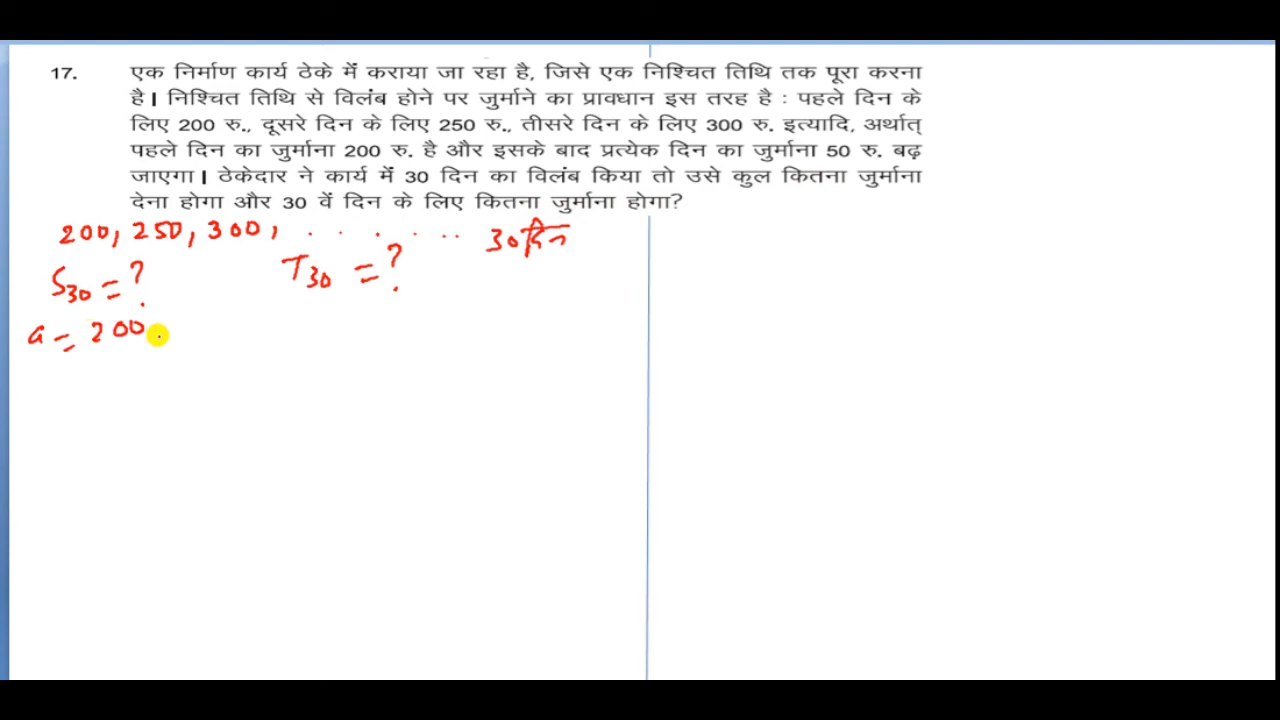 17. एक निर्माण कार्य ठेके में कराया जा रहा है, जिसे एक निश्चित तिथि तक पूरा करना
है। निश्चित तिथि से विलंब होने पर जुर्माने का प्रावधान इस तरह है : पहले दिन के
लिए 200 रु., दूसरे दिन के लिए 250 रु., तीसरे दिन के लिए 300 रु. इत्यादि, अर्थात्
पहले दिन का जुर्माना 200 रु. है और इसके बाद प्रत्येक दिन का जुर्माना 50 रु. बढ़
जाएगा। ठेकेदार ने कार्य में 30 दिन का विलंब किया तो उसे कुल कितना जुर्माना
देना होगा और 30 वें दिन के लिए कितना जुर्माना होगा?
200, 250, 300, . . . . . . 30 दिन
S30 = ? T30 = ?
a = 200